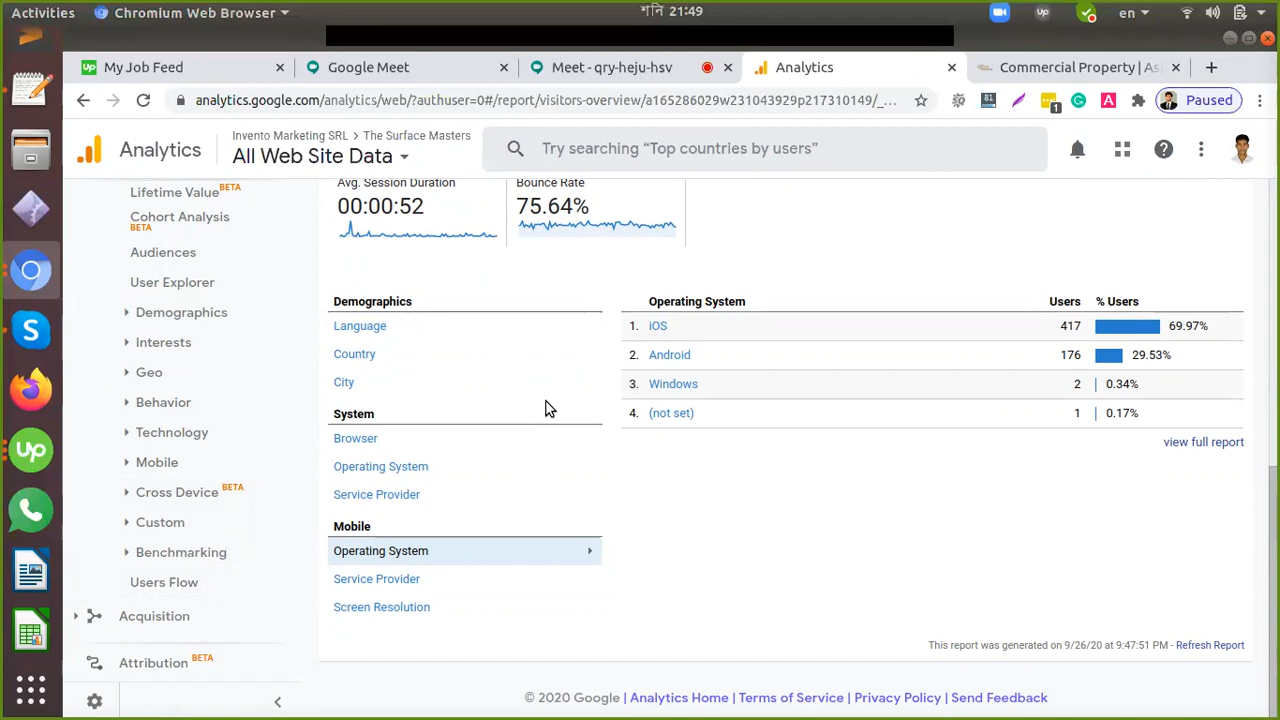 Activities
Chromium Web Browser
শনি 21:49
en
My Job Feed
Google Meet
Meet - qry-heju-hsv
Analytics
Commercial Property | As
analytics.google.com/analytics/web/?authuser=0#/report/visitors-overview/a165286029w231043929p217310149/_...
Paused
Analytics
Invento Marketing SRL > The Surface Masters
All Web Site Data
Try searching “Top countries by users”
Lifetime Value BETA
Cohort Analysis
BETA
Audiences
User Explorer
Demographics
Interests
Geo
Behavior
Technology
Mobile
Cross Device BETA
Custom
Benchmarking
Users Flow
Acquisition
Attribution BETA
Avg. Session Duration
00:00:52
Bounce Rate
75.64%
Demographics
Language
Country
City
System
Browser
Operating System
Service Provider
Mobile
Operating System
Service Provider
Screen Resolution
Operating System Users % Users
1. iOS 417 69.97%
2. Android 176 29.53%
3. Windows 2 0.34%
4. (not set) 1 0.17%
view full report
This report was generated on 9/26/20 at 9:47:51 PM - Refresh Report
© 2020 Google | Analytics Home | Terms of Service | Privacy Policy | Send Feedback